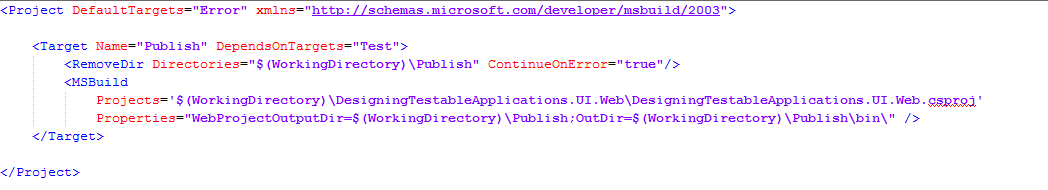 <Project DefaultTargets="Error" xmlns="http://schemas.microsoft.com/developer/msbuild/2003">
<Target Name="Publish" DependsOnTargets="Test">
<RemoveDir Directories="$(WorkingDirectory)\Publish" ContinueOnError="true"/>
<MSBuild
Projects='$(WorkingDirectory)\DesigningTestableApplications.UI.Web\DesigningTestableApplications.UI.Web.csproj'
Properties="WebProjectOutputDir=$(WorkingDirectory)\Publish;OutDir=$(WorkingDirectory)\Publish\bin\" />
</Target>
</Project>